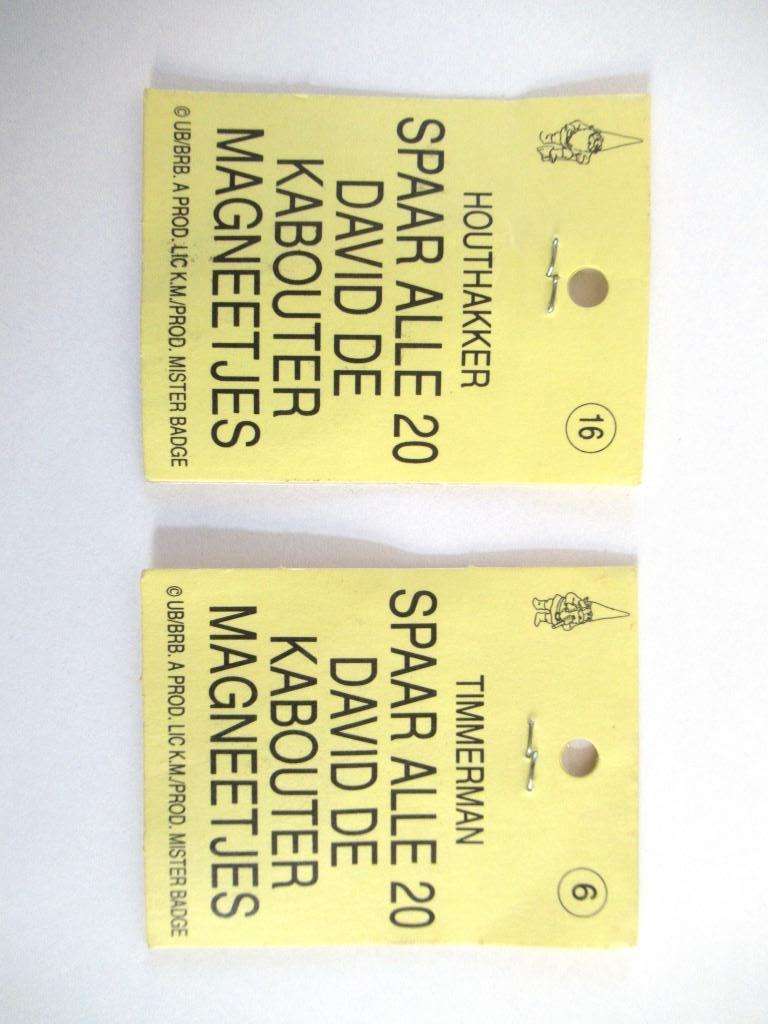 16
HOUTHAKKER
SPAAR ALLE 20
DAVID DE
KABOUTER
MAGNEETJES
© UB/BRB. A PROD. LIC K.M./PROD. MISTER BADGE
6
TIMMERMAN
SPAAR ALLE 20
DAVID DE
KABOUTER
MAGNEETJES
© UB/BRB. A PROD. LIC K.M./PROD. MISTER BADGE